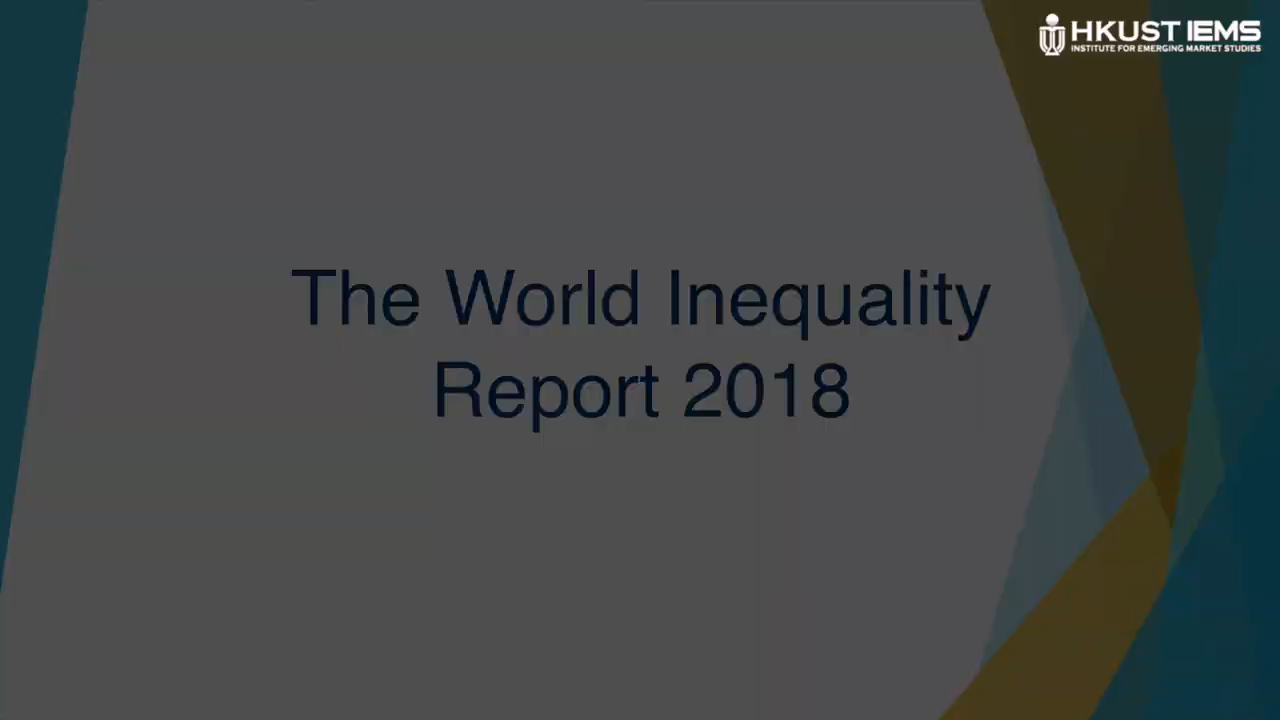 HKUST IEMS
INSTITUTE FOR EMERGING MARKET STUDIES
The World Inequality
Report 2018